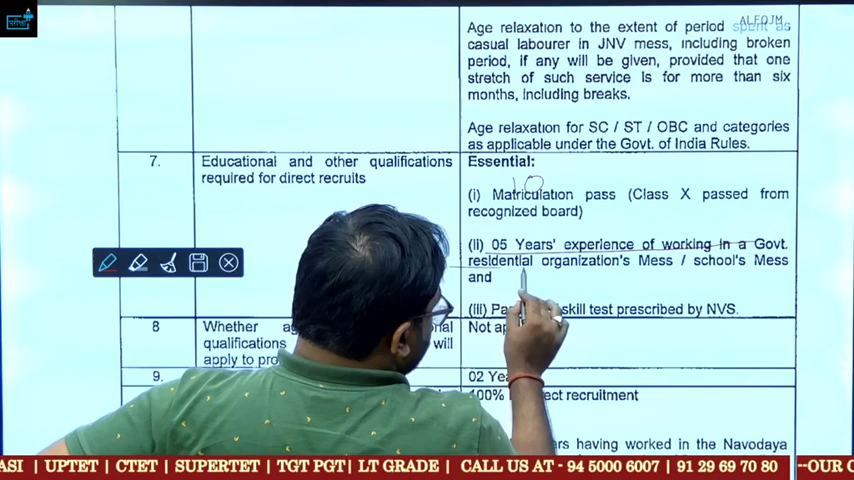 परीक्षा
ALFQJM
Age relaxation to the extent of period spent as
casual labourer in JNV mess, including broken
period, if any will be given, provided that one
stretch of such service is for more than six
months, including breaks.
Age relaxation for SC / ST / OBC and categories
as applicable under the Govt. of India Rules.
7.
Educational and other qualifications
required for direct recruits
Essential:
10
(i) Matriculation pass (Class X passed from
recognized board)
(ii) 05 Years' experience of working in a Govt.
residential organization's Mess / school's Mess
and
(iii) skill test prescribed by NVS.
8
Whether
qualifications will
apply to
Not
9.
02
100% recruitment
having worked in the Navodaya
ASI | UPTET | CTET | SUPERTET | TGT PGT| LT GRADE | CALL US AT - 94 5000 6007 | 91 29 69 70 80 --OUR